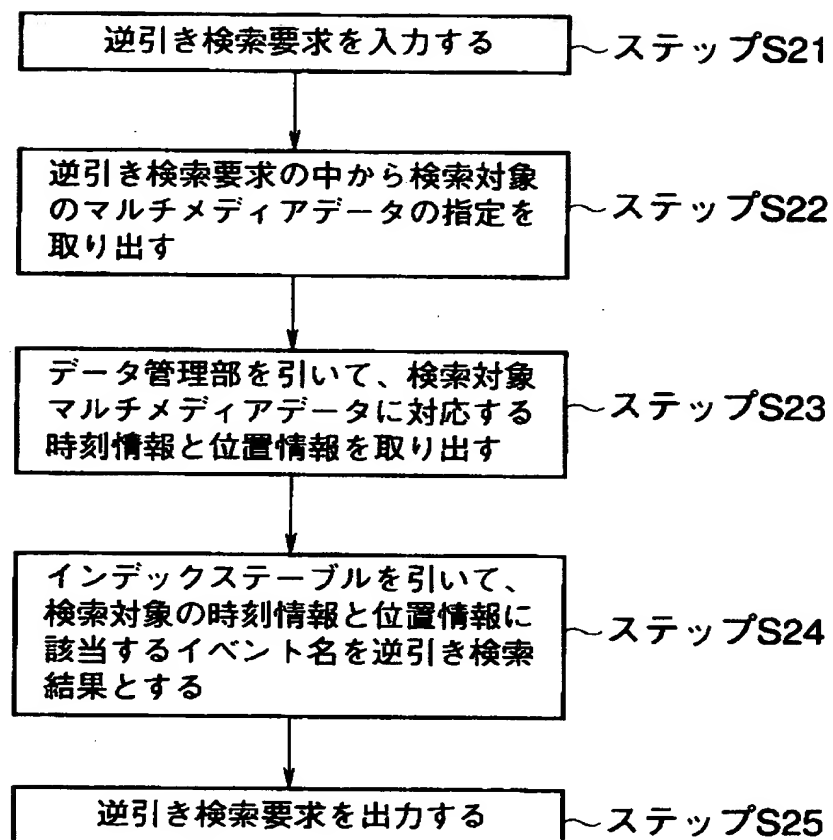 逆引き検索要求を入力する
ステップS21
逆引き検索要求の中から検索対象
のマルチメディアデータの指定を
取り出す
ステップS22
データ管理部を引いて、検索対象
マルチメディアデータに対応する
時刻情報と位置情報を取り出す
ステップS23
インデックステーブルを引いて、
検索対象の時刻情報と位置情報に
該当するイベント名を逆引き検索
結果とする
ステップS24
逆引き検索要求を出力する
ステップS25